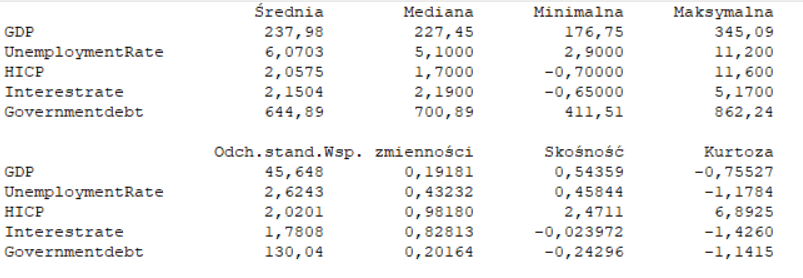 Średnia Mediana Minimalna Maksymalna
GDP 237,98 227,45 176,75 345,09
UnemploymentRate 6,0703 5,1000 2,9000 11,200
HICP 2,0575 1,7000 -0,70000 11,600
Interestrate 2,1504 2,1900 -0,65000 5,1700
Governmentdebt 644,89 700,89 411,51 862,24
Odch.stand.Wsp. zmienności Skośność Kurtoza
GDP 45,648 0,19181 0,54359 -0,75527
UnemploymentRate 2,6243 0,43232 0,45844 -1,1784
HICP 2,0201 0,98180 2,4711 6,8925
Interestrate 1,7808 0,82813 -0,023972 -1,4260
Governmentdebt 130,04 0,20164 -0,24296 -1,1415